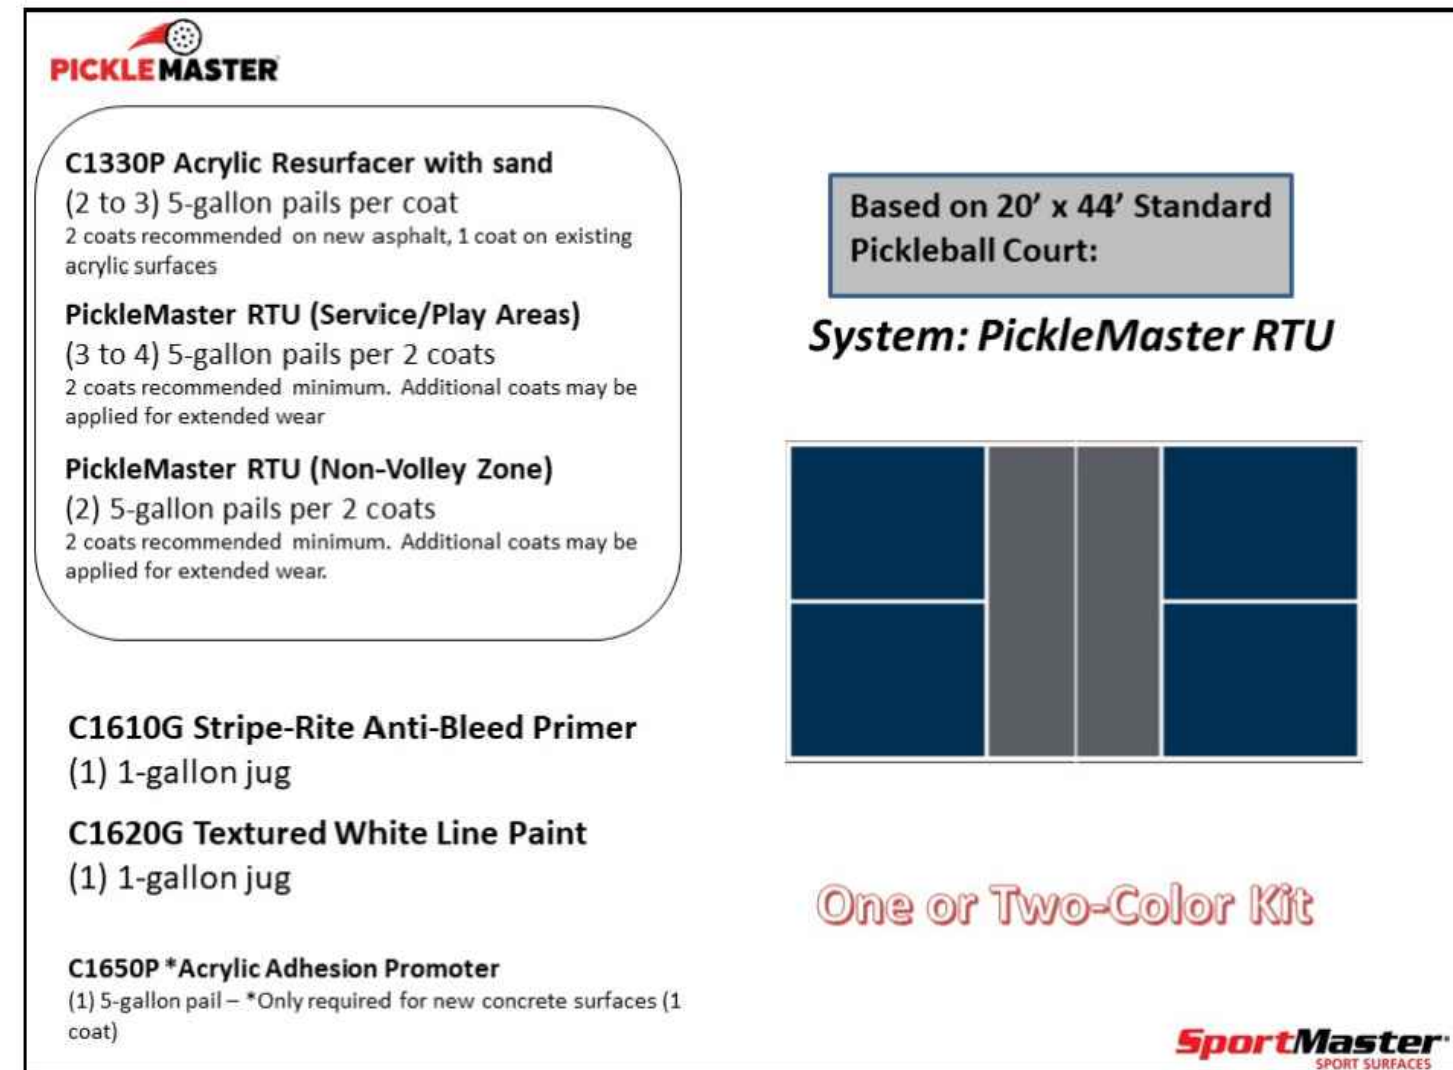 PICKLEMASTER
C1330P Acrylic Resurfacer with sand
(2 to 3) 5-gallon pails per coat
2 coats recommended on new asphalt, 1 coat on existing
acrylic surfaces
PickleMaster RTU (Service/Play Areas)
(3 to 4) 5-gallon pails per 2 coats
2 coats recommended minimum. Additional coats may be
applied for extended wear
PickleMaster RTU (Non-Volley Zone)
(2) 5-gallon pails per 2 coats
2 coats recommended minimum. Additional coats may be
applied for extended wear.
C1610G Stripe-Rite Anti-Bleed Primer
(1) 1-gallon jug
C1620G Textured White Line Paint
(1) 1-gallon jug
C1650P *Acrylic Adhesion Promoter
(1) 5-gallon pail – *Only required for new concrete surfaces (1
coat)
Based on 20’ x 44’ Standard
Pickleball Court:
System: PickleMaster RTU
One or Two-Color Kit
SportMaster
SPORT SURFACES